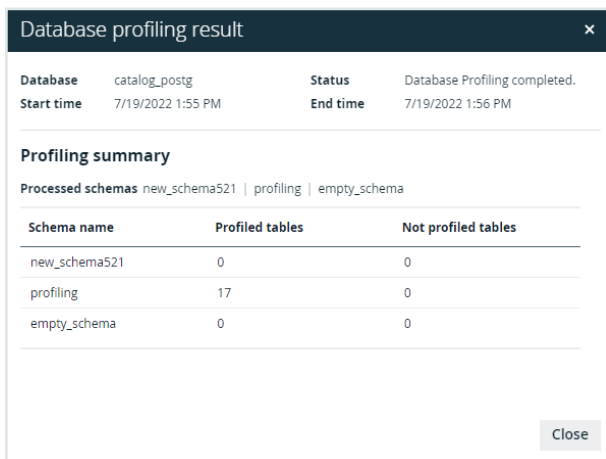 Database profiling result ×
Database catalog_postg Status Database Profiling completed.
Start time 7/19/2022 1:55 PM End time 7/19/2022 1:56 PM
Profiling summary
Processed schemas new_schema521 | profiling | empty_schema
Schema name Profiled tables Not profiled tables
new_schema521 0 0
profiling 17 0
empty_schema 0 0
Close